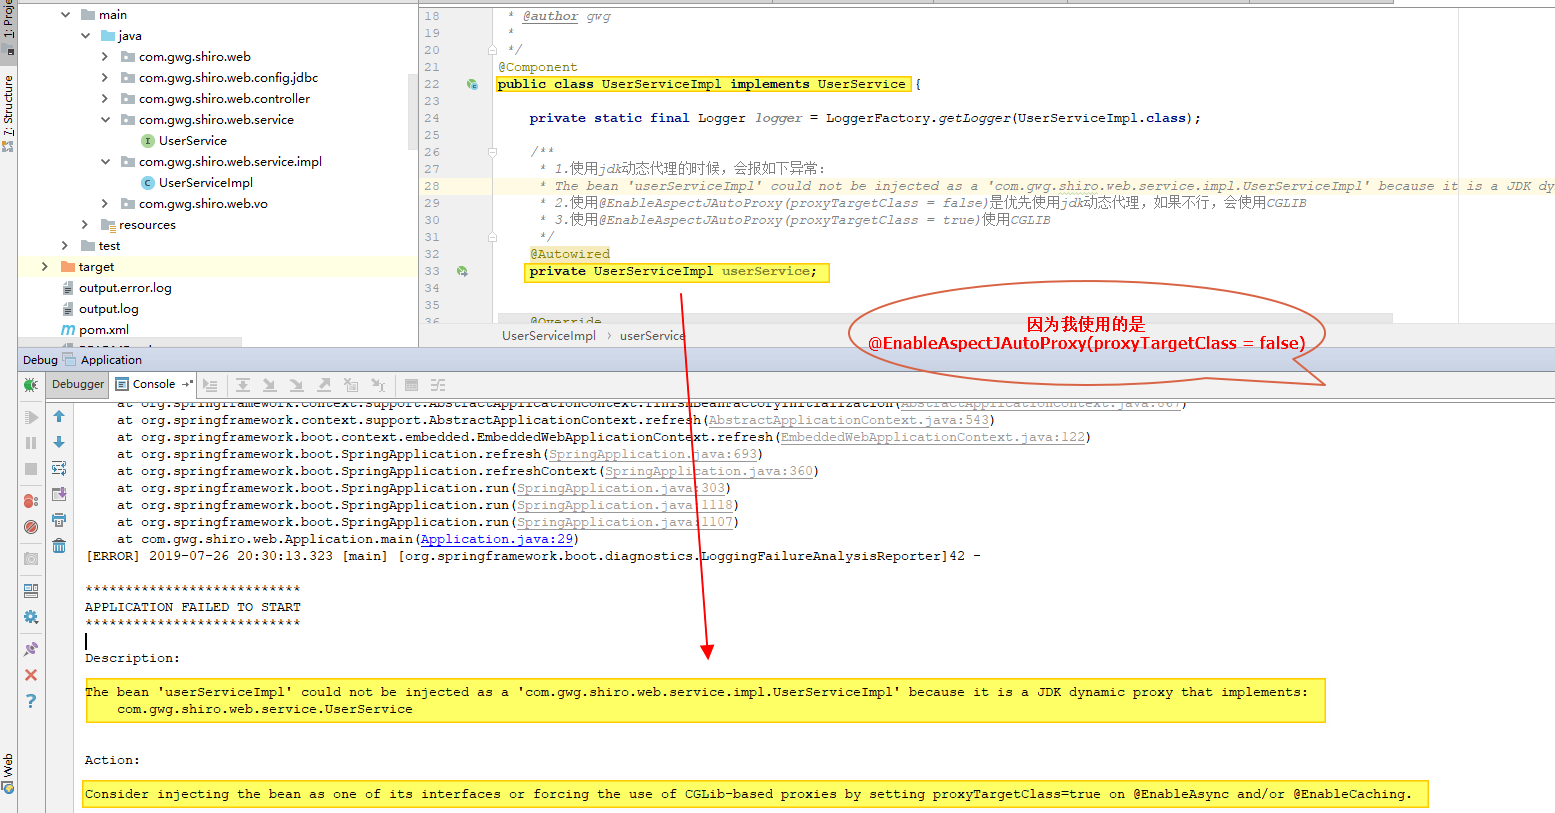 1: Proje
7: Structure
Web
main
java
com.gwg.shiro.web
com.gwg.shiro.web.config.jdbc
com.gwg.shiro.web.controller
com.gwg.shiro.web.service
I UserService
com.gwg.shiro.web.service.impl
C UserServiceImpl
com.gwg.shiro.web.vo
resources
test
target
output.error.log
output.log
m pom.xml
18 * @author gwg
19 *
20 */
21 @Component
22 public class UserServiceImpl implements UserService {
23
24 private static final Logger logger = LoggerFactory.getLogger(UserServiceImpl.class);
25
26 /**
27 * 1.使用jdk动态代理的时候，会报如下异常：
28 * The bean 'userServiceImpl' could not be injected as a 'com.gwg.shiro.web.service.impl.UserServiceImpl' because it is a JDK dy
29 * 2.使用@EnableAspectJAutoProxy(proxyTargetClass = false)是优先使用jdk动态代理，如果不行，会使用CGLIB
30 * 3.使用@EnableAspectJAutoProxy(proxyTargetClass = true)使用CGLIB
31 */
32 @Autowired
33 private UserServiceImpl userService;
34
35
36 @Override
UserServiceImpl › userService
因为我使用的是
@EnableAspectJAutoProxy(proxyTargetClass = false)
Debug Application
Debugger Console
at org.springframework.context.support.AbstractApplicationContext.finishBeanFactoryInitialization(AbstractApplicationContext.java:867)
at org.springframework.context.support.AbstractApplicationContext.refresh(AbstractApplicationContext.java:543)
at org.springframework.boot.context.embedded.EmbeddedWebApplicationContext.refresh(EmbeddedWebApplicationContext.java:122)
at org.springframework.boot.SpringApplication.refresh(SpringApplication.java:693)
at org.springframework.boot.SpringApplication.refreshContext(SpringApplication.java:360)
at org.springframework.boot.SpringApplication.run(SpringApplication.java:303)
at org.springframework.boot.SpringApplication.run(SpringApplication.java:1118)
at org.springframework.boot.SpringApplication.run(SpringApplication.java:1107)
at com.gwg.shiro.web.Application.main(Application.java:29)
[ERROR] 2019-07-26 20:30:13.323 [main] [org.springframework.boot.diagnostics.LoggingFailureAnalysisReporter]42 -
***************************
APPLICATION FAILED TO START
***************************
Description:
The bean 'userServiceImpl' could not be injected as a 'com.gwg.shiro.web.service.impl.UserServiceImpl' because it is a JDK dynamic proxy that implements:
com.gwg.shiro.web.service.UserService
Action:
Consider injecting the bean as one of its interfaces or forcing the use of CGLib-based proxies by setting proxyTargetClass=true on @EnableAsync and/or @EnableCaching.